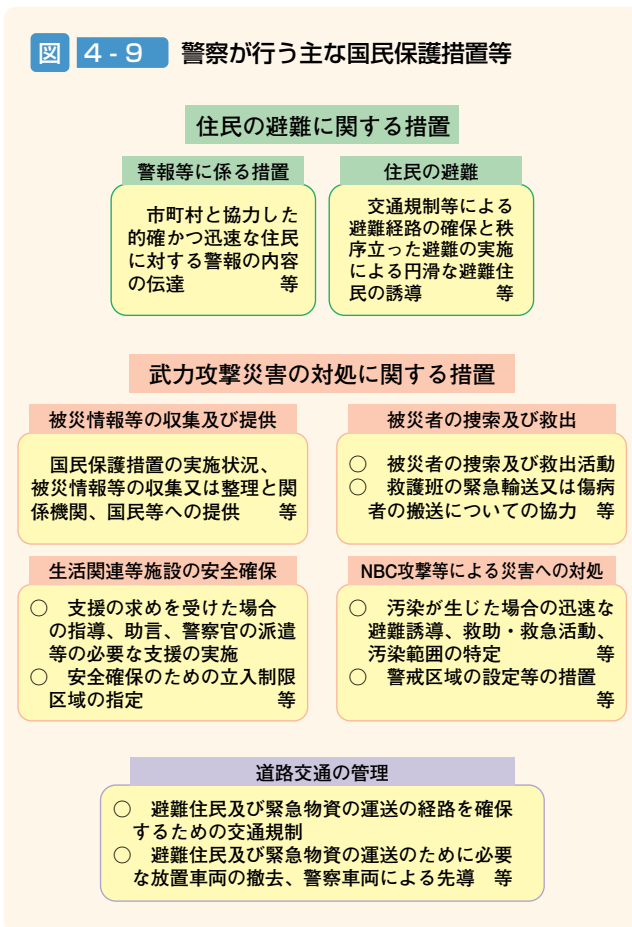 図 4-9 警察が行う主な国民保護措置等
住民の避難に関する措置
警報等に係る措置
市町村と協力した
的確かつ迅速な住民
に対する警報の内容
の伝達 等
住民の避難
交通規制等による
避難経路の確保と秩
序立った避難の実施
による円滑な避難住
民の誘導 等
武力攻撃災害の対処に関する措置
被災情報等の収集及び提供
国民保護措置の実施状況、
被災情報等の収集又は整理と関
係機関、国民等への提供 等
被災者の捜索及び救出
○ 被災者の捜索及び救出活動
○ 救護班の緊急輸送又は傷病
者の搬送についての協力 等
生活関連等施設の安全確保
○ 支援の求めを受けた場合
の指導、助言、警察官の派遣
等の必要な支援の実施
○ 安全確保のための立入制限
区域の指定 等
NBC攻撃等による災害への対処
○ 汚染が生じた場合の迅速な
避難誘導、救助・救急活動、
汚染範囲の特定 等
○ 警戒区域の設定等の措置
等
道路交通の管理
○ 避難住民及び緊急物資の運送の経路を確保
するための交通規制
○ 避難住民及び緊急物資の運送のために必要
な放置車両の撤去、警察車両による先導 等